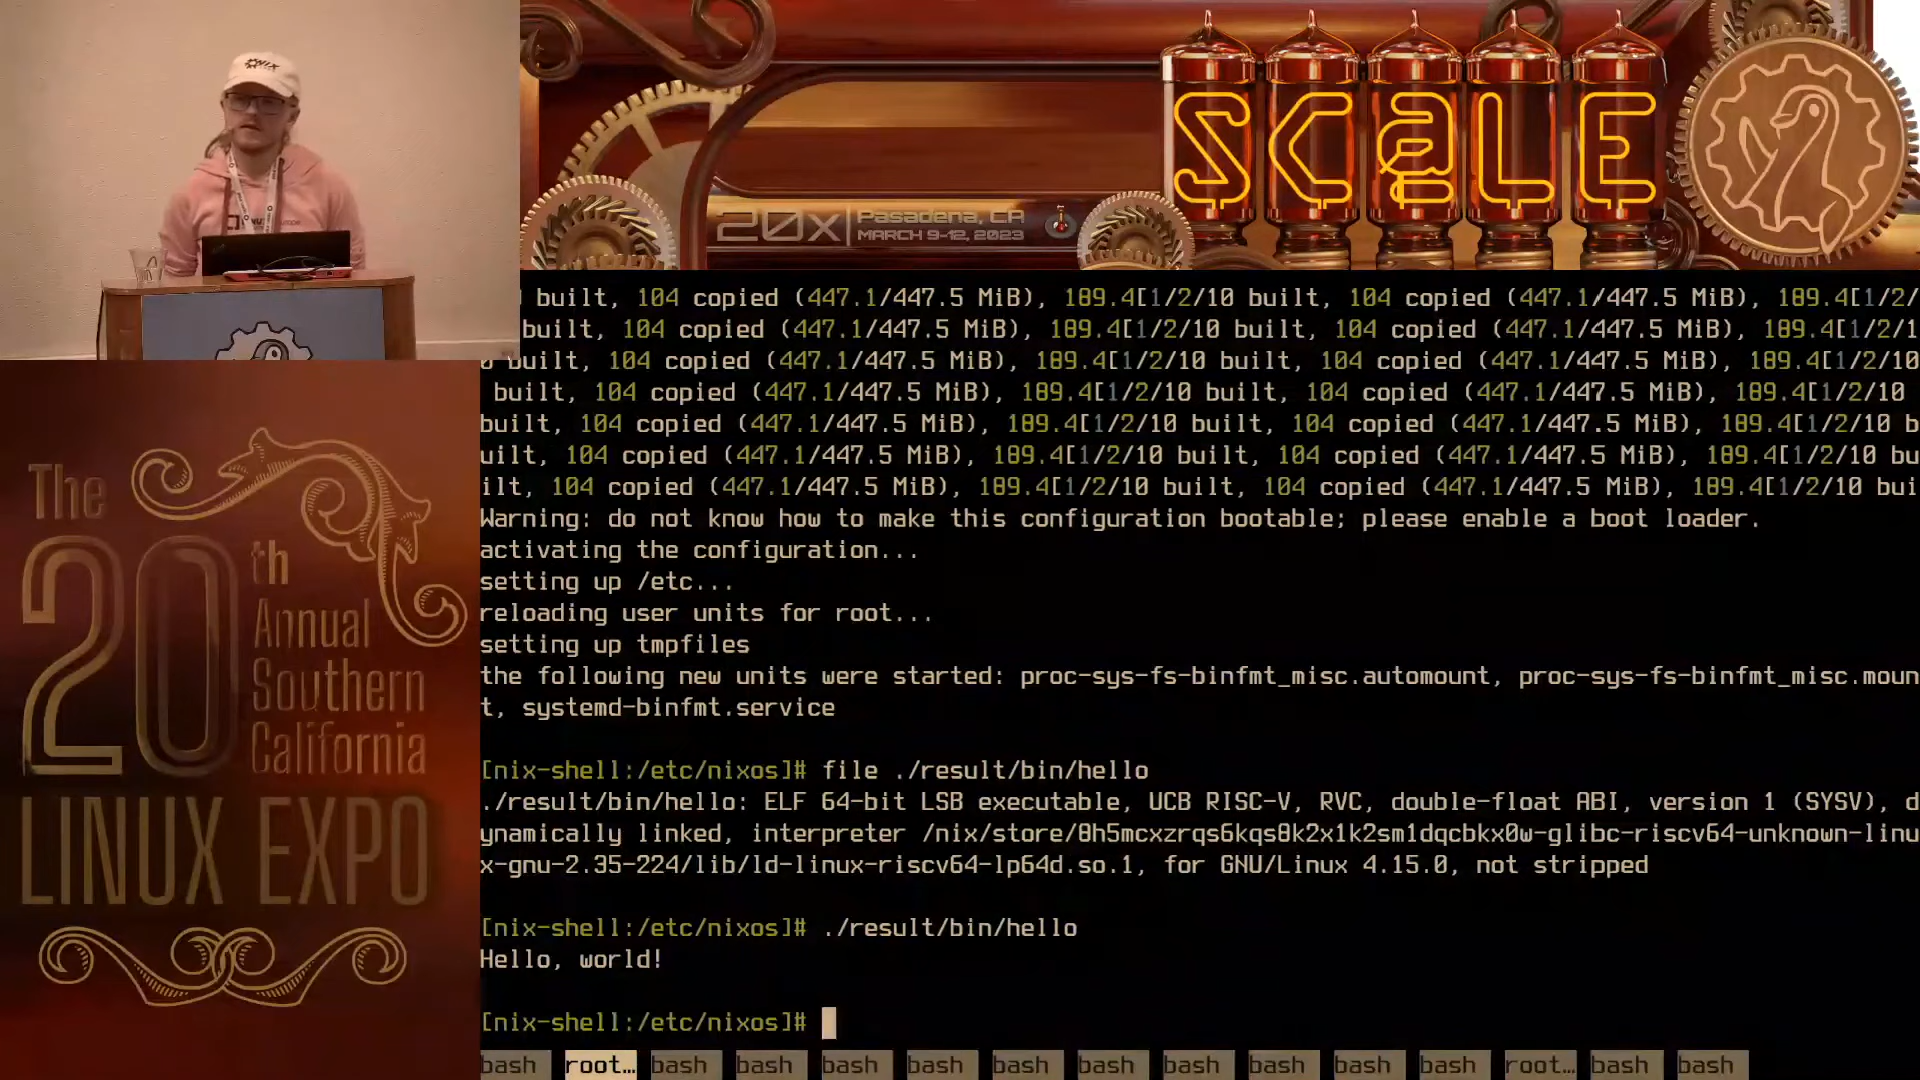 NIX
SCaLE
20x
Pasadena, CA
MARCH 9-12, 2023
The
20th
Annual
Southern
California
LINUX EXPO
built, 104 copied (447.1/447.5 MiB), 189.4[1/2/10 built, 104 copied (447.1/447.5 MiB), 189.4[1/2/
built, 104 copied (447.1/447.5 MiB), 189.4[1/2/10 built, 104 copied (447.1/447.5 MiB), 189.4[1/2/1
built, 104 copied (447.1/447.5 MiB), 189.4[1/2/10 built, 104 copied (447.1/447.5 MiB), 189.4[1/2/10
built, 104 copied (447.1/447.5 MiB), 189.4[1/2/10 built, 104 copied (447.1/447.5 MiB), 189.4[1/2/10
built, 104 copied (447.1/447.5 MiB), 189.4[1/2/10 built, 104 copied (447.1/447.5 MiB), 189.4[1/2/10 b
uilt, 104 copied (447.1/447.5 MiB), 189.4[1/2/10 built, 104 copied (447.1/447.5 MiB), 189.4[1/2/10 bu
ilt, 104 copied (447.1/447.5 MiB), 189.4[1/2/10 built, 104 copied (447.1/447.5 MiB), 189.4[1/2/10 bui
Warning: do not know how to make this configuration bootable; please enable a boot loader.
activating the configuration...
setting up /etc...
reloading user units for root...
setting up tmpfiles
the following new units were started: proc-sys-fs-binfmt_misc.automount, proc-sys-fs-binfmt_misc.moun
t, systemd-binfmt.service
[nix-shell:/etc/nixos]# file ./result/bin/hello
./result/bin/hello: ELF 64-bit LSB executable, UCB RISC-V, RVC, double-float ABI, version 1 (SYSV), d
ynamically linked, interpreter /nix/store/8h5mcxzrqs6kqs8k2x1k2sm1dqcbkx0w-glibc-riscv64-unknown-linu
x-gnu-2.35-224/lib/ld-linux-riscv64-lp64d.so.1, for GNU/Linux 4.15.0, not stripped
[nix-shell:/etc/nixos]# ./result/bin/hello
Hello, world!
[nix-shell:/etc/nixos]#
bash root… bash bash bash bash bash bash bash bash bash bash root… bash bash